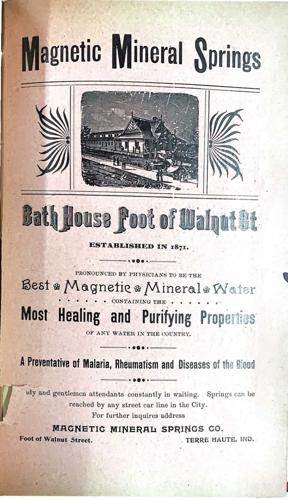 Magnetic Mineral Springs
Bath House Foot of Walnut St.
ESTABLISHED IN 1871.
PRONOUNCED BY PHYSICIANS TO BE THE
Best Magnetic Mineral Water
CONTAINING THE
Most Healing and Purifying Properties
OF ANY WATER IN THE COUNTRY.
A Preventative of Malaria, Rheumatism and Diseases of the Blood
and gentlemen attendants constantly in waiting. Springs can be
reached by any street car line in the City.
For further inquires address
MAGNETIC MINERAL SPRINGS CO.
Foot of Walnut Street. TERRE HAUTE, IND.